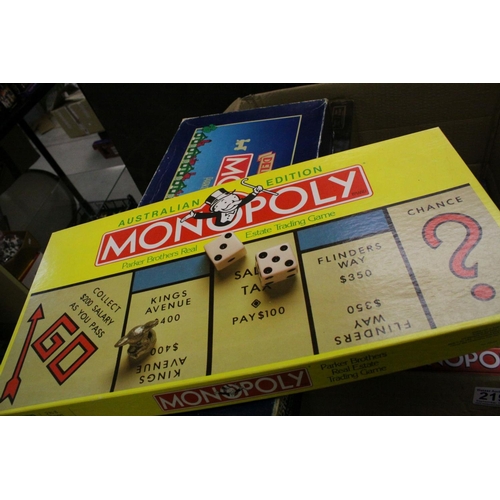 AUSTRALIAN EDITION
MONOPOLY
Parker Brothers Real Estate Trading Game
COLLECT
$200 SALARY
AS YOU PASS
GO
KINGS
AVENUE
$400
$400
KINGS
AVENUE
TAX
PAY $100
FLINDERS
WAY
$350
$350
FLINDERS
WAY
CHANCE
?
MONOPOLY
Parker Brothers
Real Estate
Trading Game